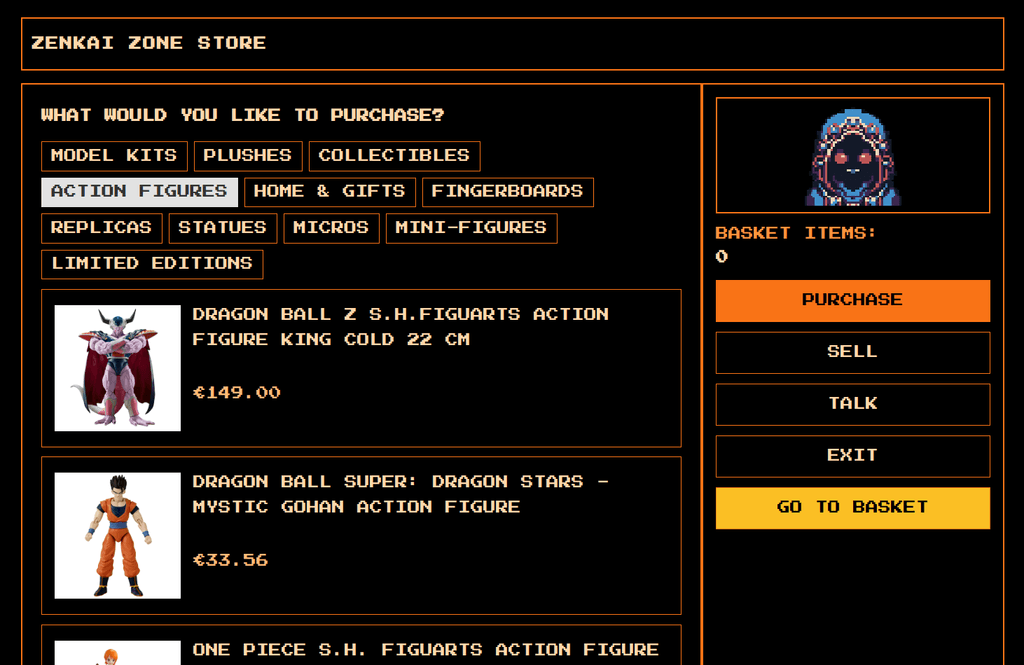 ZENKAI ZONE STORE
WHAT WOULD YOU LIKE TO PURCHASE?
MODEL KITS PLUSHES COLLECTIBLES
ACTION FIGURES HOME & GIFTS FINGERBOARDS
REPLICAS STATUES MICROS MINI-FIGURES
LIMITED EDITIONS
DRAGON BALL Z S.H.FIGUARTS ACTION
FIGURE KING COLD 22 CM
€149.00
DRAGON BALL SUPER: DRAGON STARS -
MYSTIC GOHAN ACTION FIGURE
€33.56
ONE PIECE S.H. FIGUARTS ACTION FIGURE
BASKET ITEMS:
0
PURCHASE
SELL
TALK
EXIT
GO TO BASKET